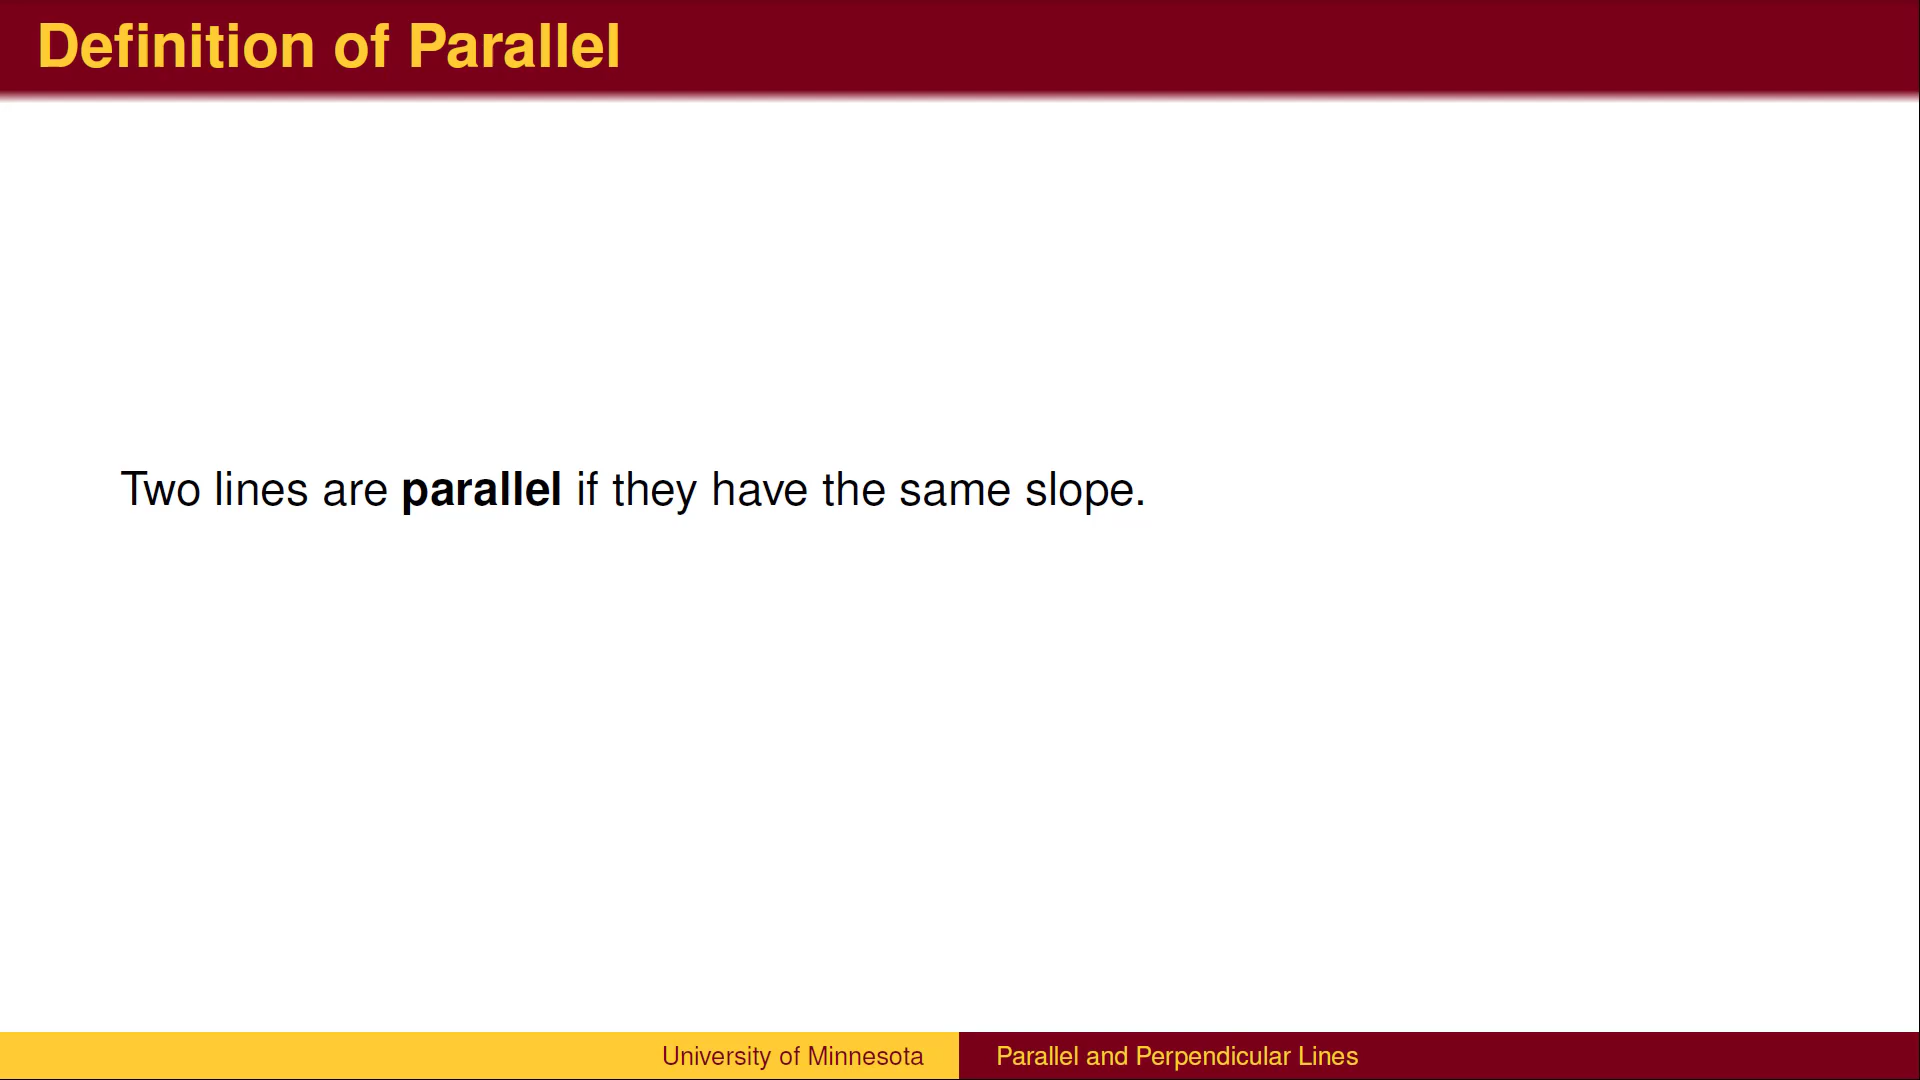 Definition of Parallel
Two lines are parallel if they have the same slope.
University of Minnesota
Parallel and Perpendicular Lines